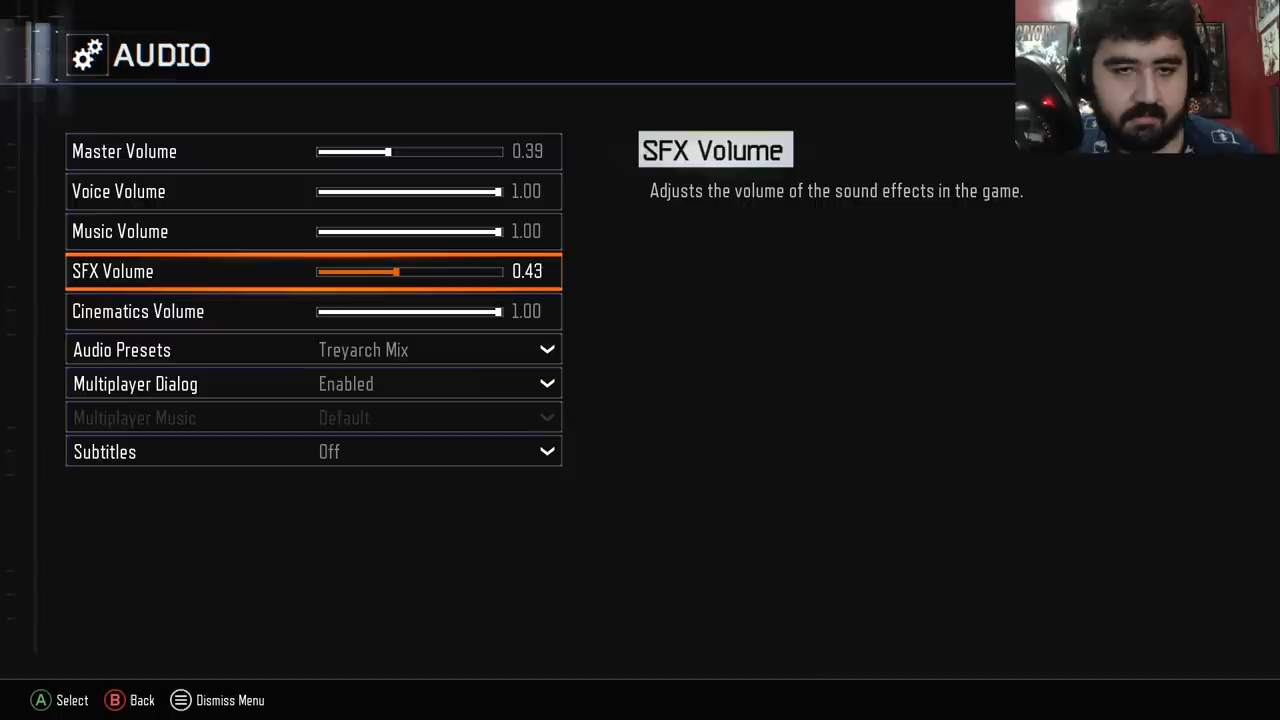 AUDIO
ORIGINS
Master Volume 0.39
Voice Volume 1.00
Music Volume 1.00
SFX Volume 0.43
Cinematics Volume 1.00
Audio Presets Treyarch Mix
Multiplayer Dialog Enabled
Multiplayer Music Default
Subtitles Off
SFX Volume
Adjusts the volume of the sound effects in the game.
A Select B Back Dismiss Menu